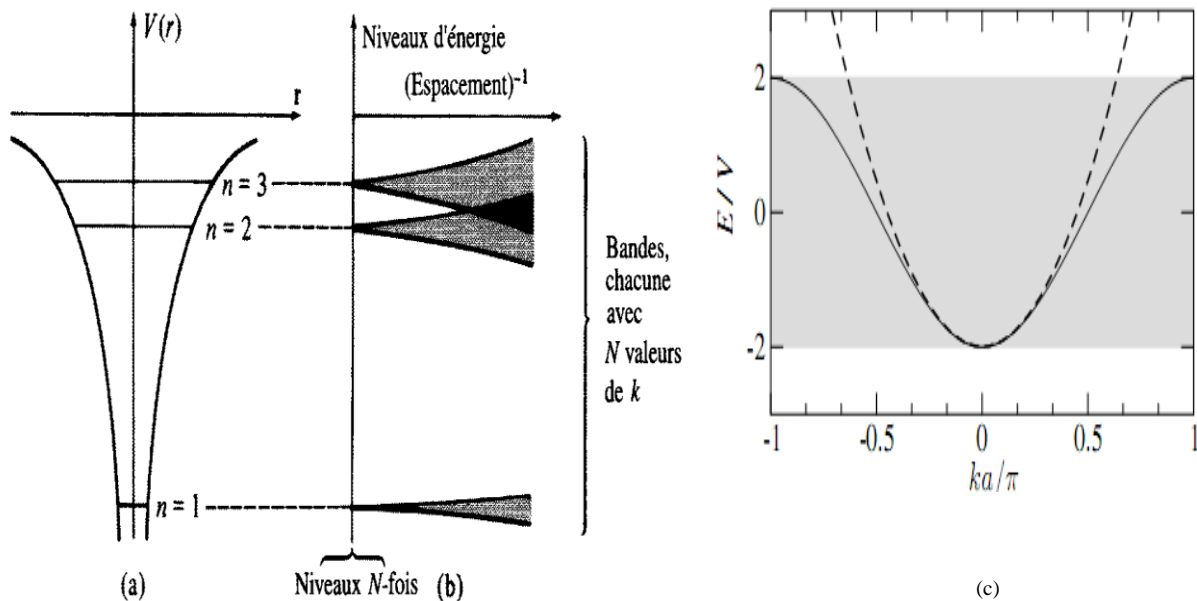 V(r)
r
n = 3
n = 2
n = 1
(a)
Niveaux d'énergie
(Espacement)⁻¹
Bandes,
chacune
avec
N valeurs
de k
Niveaux N-fois
(b)
E / V
2
0
-2
-1
-0.5
0
0.5
1
ka/π
(c)